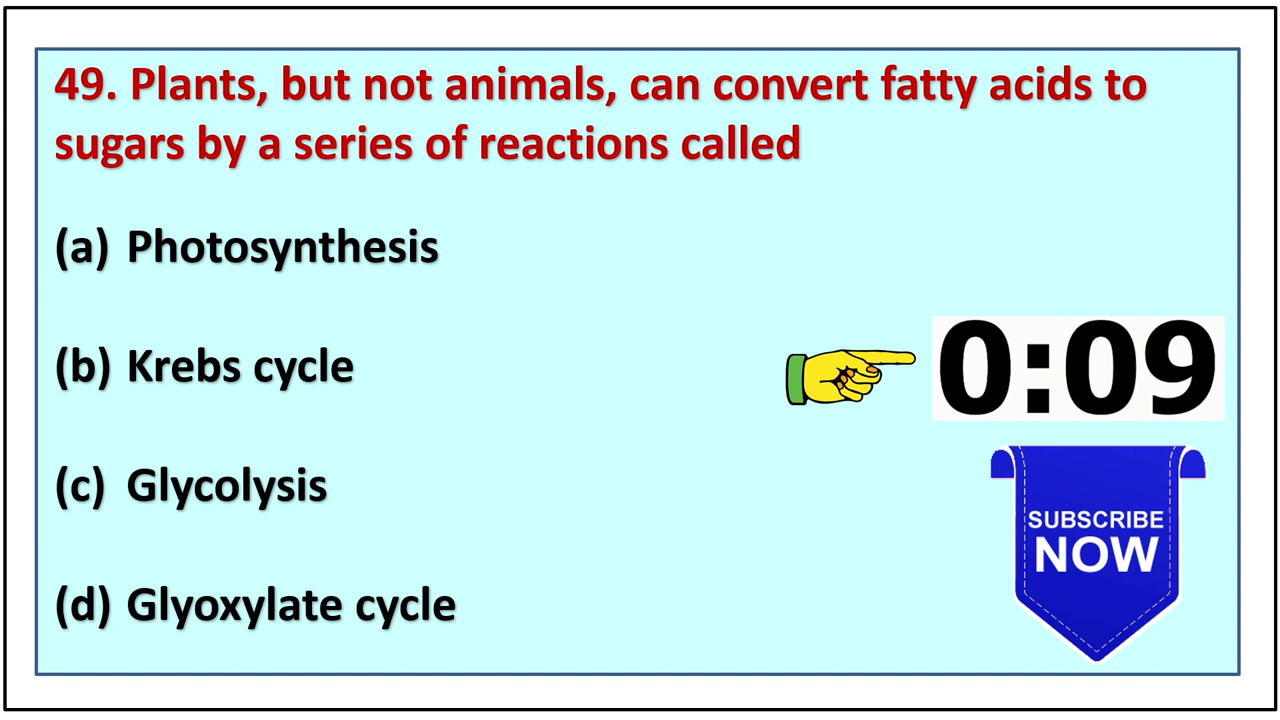 49. Plants, but not animals, can convert fatty acids to
sugars by a series of reactions called
(a) Photosynthesis
(b) Krebs cycle
(c) Glycolysis
(d) Glyoxylate cycle
0:09
SUBSCRIBE
NOW